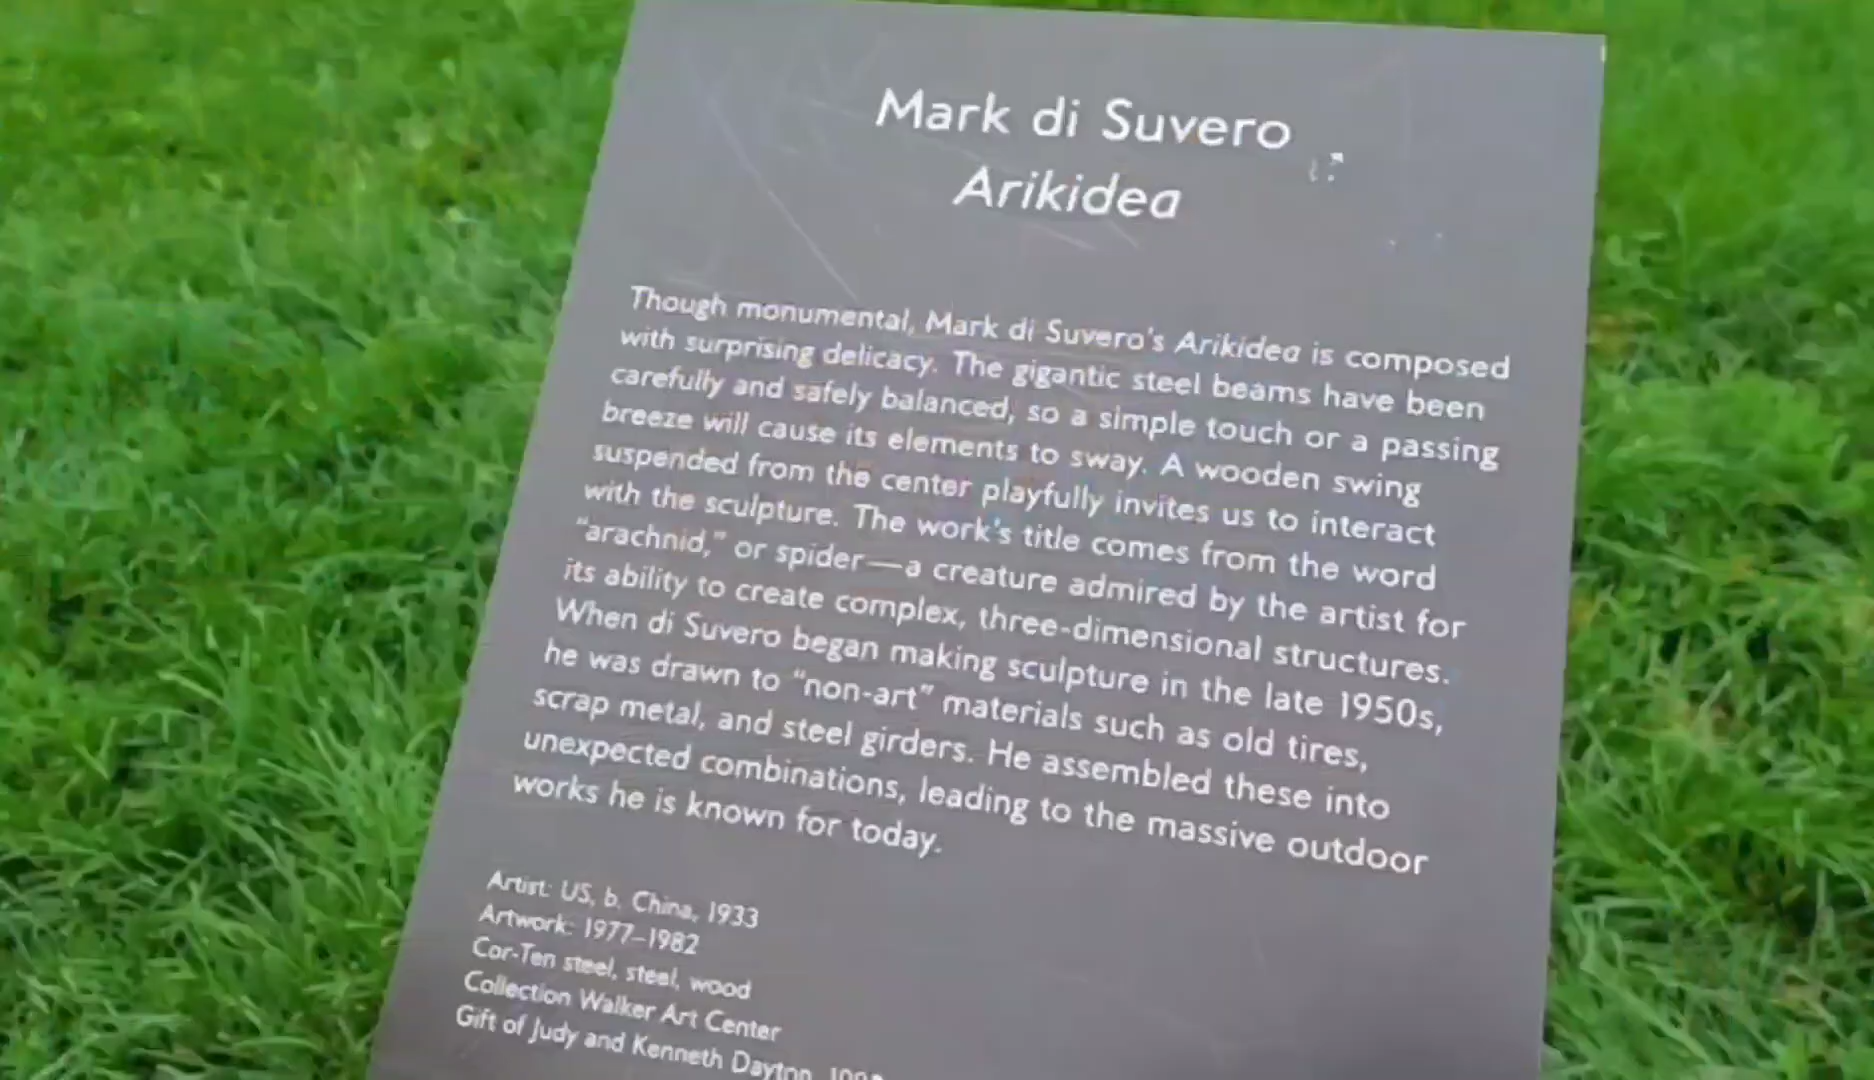 Mark di Suvero
Arikidea
Though monumental, Mark di Suvero's Arikidea is composed
with surprising delicacy. The gigantic steel beams have been
carefully and safely balanced, so a simple touch or a passing
breeze will cause its elements to sway. A wooden swing
suspended from the center playfully invites us to interact
with the sculpture. The work's title comes from the word
“arachnid,” or spider—a creature admired by the artist for
its ability to create complex, three-dimensional structures.
When di Suvero began making sculpture in the late 1950s,
he was drawn to “non-art” materials such as old tires,
scrap metal, and steel girders. He assembled these into
unexpected combinations, leading to the massive outdoor
works he is known for today.
Artist: US, b. China, 1933
Artwork: 1977–1982
Cor-Ten steel, steel, wood
Collection Walker Art Center
Gift of Judy and Kenneth Dayton,